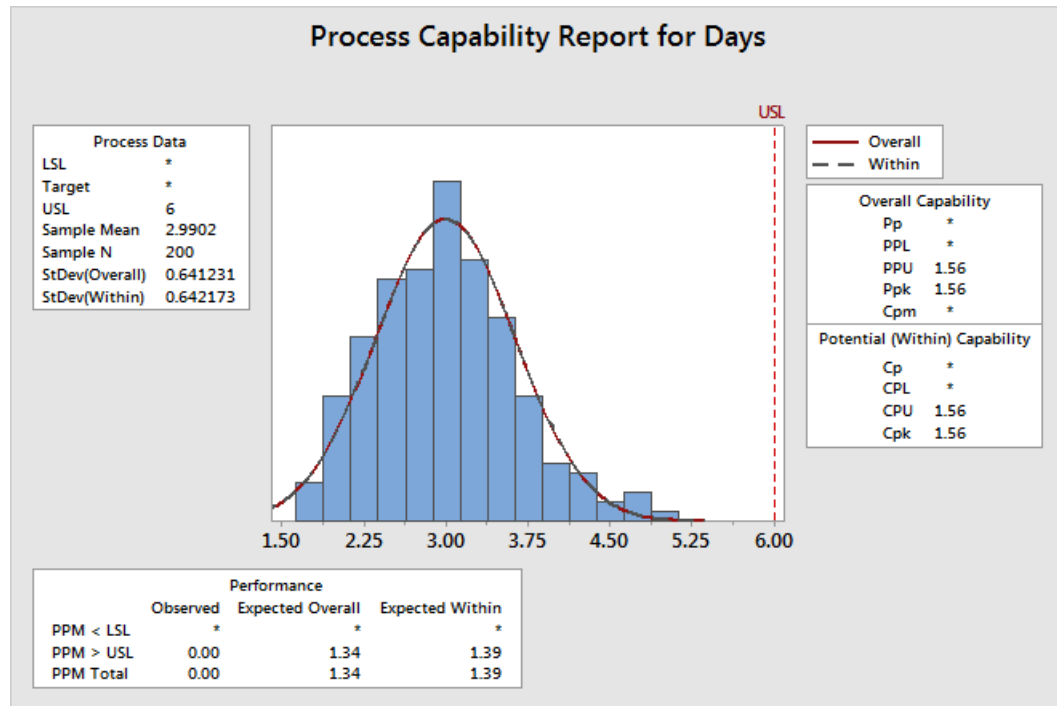 Process Capability Report for Days
USL
Process Data
LSL *
Target *
USL 6
Sample Mean 2.9902
Sample N 200
StDev(Overall) 0.641231
StDev(Within) 0.642173
Overall
Within
Overall Capability
Pp *
PPL *
PPU 1.56
Ppk 1.56
Cpm *
Potential (Within) Capability
Cp *
CPL *
CPU 1.56
Cpk 1.56
1.50 2.25 3.00 3.75 4.50 5.25 6.00
Performance
Observed Expected Overall Expected Within
PPM < LSL * * *
PPM > USL 0.00 1.34 1.39
PPM Total 0.00 1.34 1.39